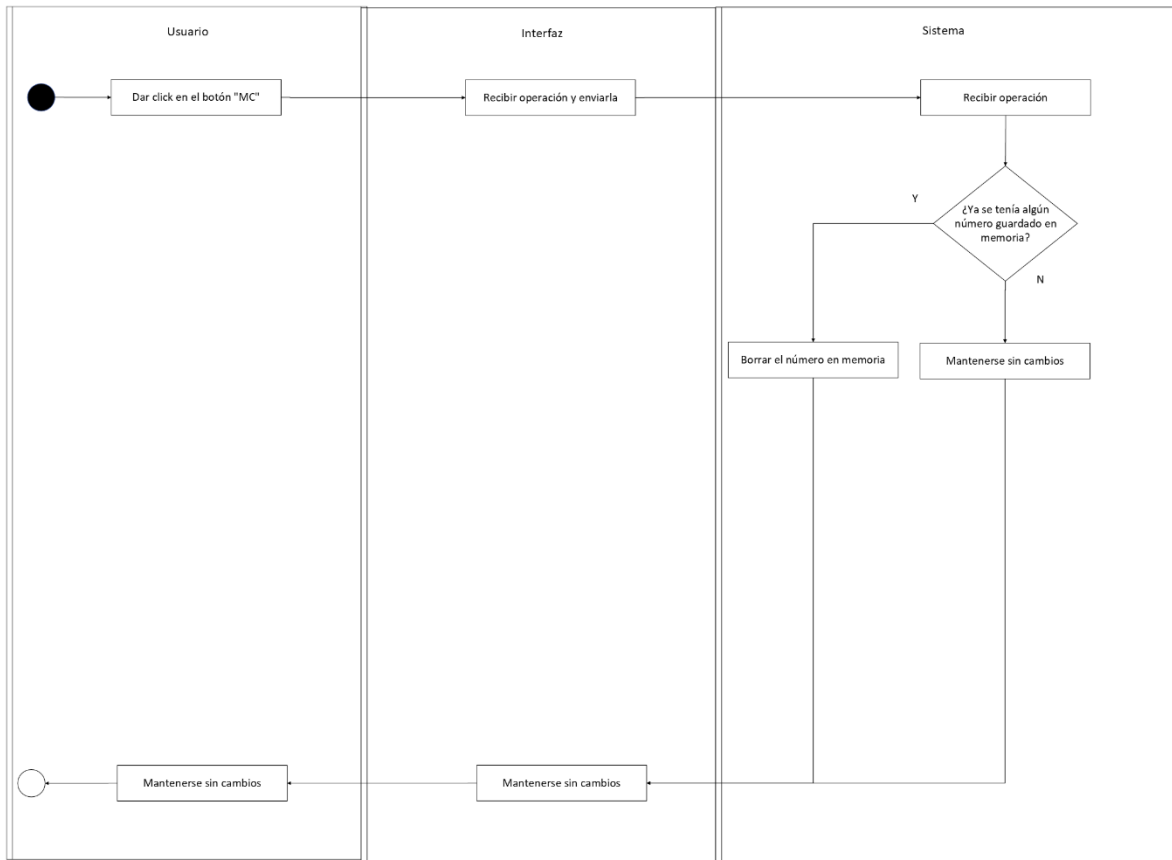 Usuario
Interfaz
Sistema
Dar click en el botón "MC"
Recibir operación y enviarla
Recibir operación
Y
¿Ya se tenía algún
número guardado en
memoria?
N
Borrar el número en memoria
Mantenerse sin cambios
Mantenerse sin cambios
Mantenerse sin cambios